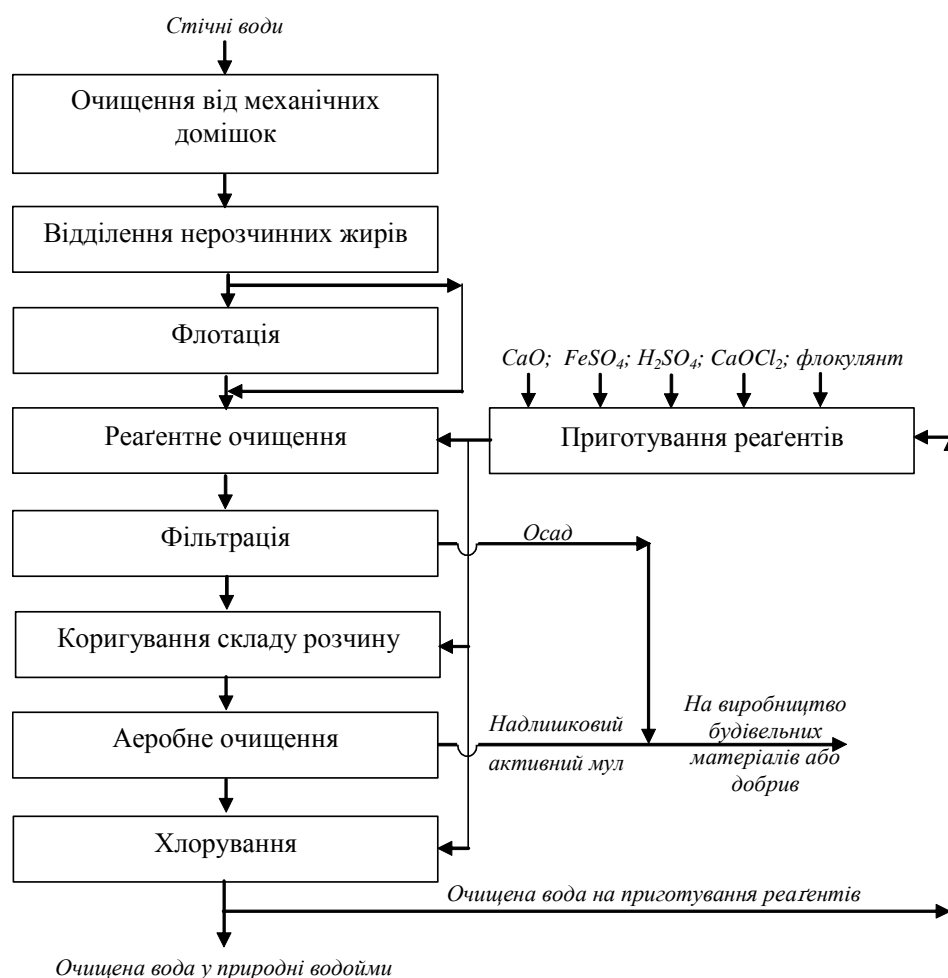 Стічні води
Очищення від механічних
домішок
Відділення нерозчинних жирів
Флотація
CaO; FeSO4; H2SO4; CaOCl2; флокулянт
Реаґентне очищення
Приготування реаґентів
Фільтрація
Осад
Коригування складу розчину
Аеробне очищення
Надлишковий
активний мул
На виробництво
будівельних
матеріалів або
добрив
Хлорування
Очищена вода на приготування реаґентів
Очищена вода у природні водойми